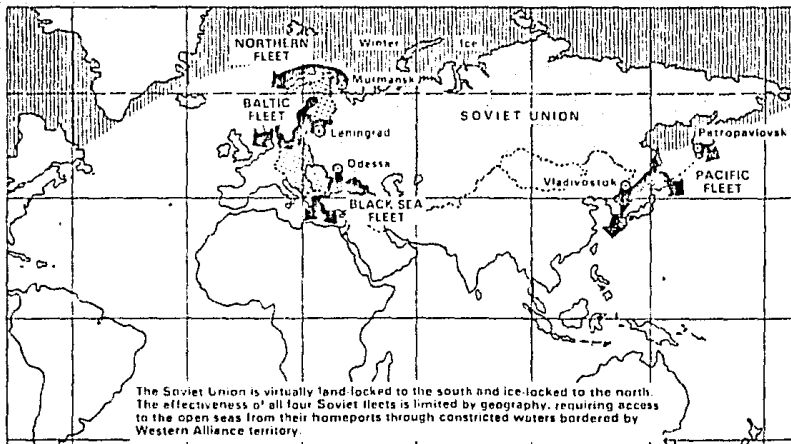 NORTHERN
FLEET
Winter Ice
Murmansk
BALTIC
FLEET
Leningrad
SOVIET UNION
Petropavlovsk
Odessa
Vladivostok
PACIFIC
FLEET
BLACK SEA
FLEET
The Soviet Union is virtually land-locked to the south and ice-locked to the north.
The effectiveness of all four Soviet fleets is limited by geography, requiring access
to the open seas from their homeports through constricted waters bordered by
Western Alliance territory.